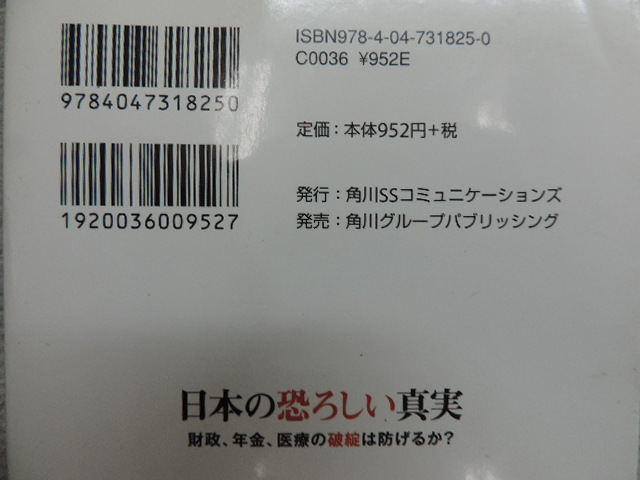 ISBN978-4-04-731825-0
C0036 ¥952E
9784047318250
定価：本体952円+税
1920036009527
発行：角川SSコミュニケーションズ
発売：角川グループパブリッシング
日本の恐ろしい真実
財政、年金、医療の破綻は防げるか？